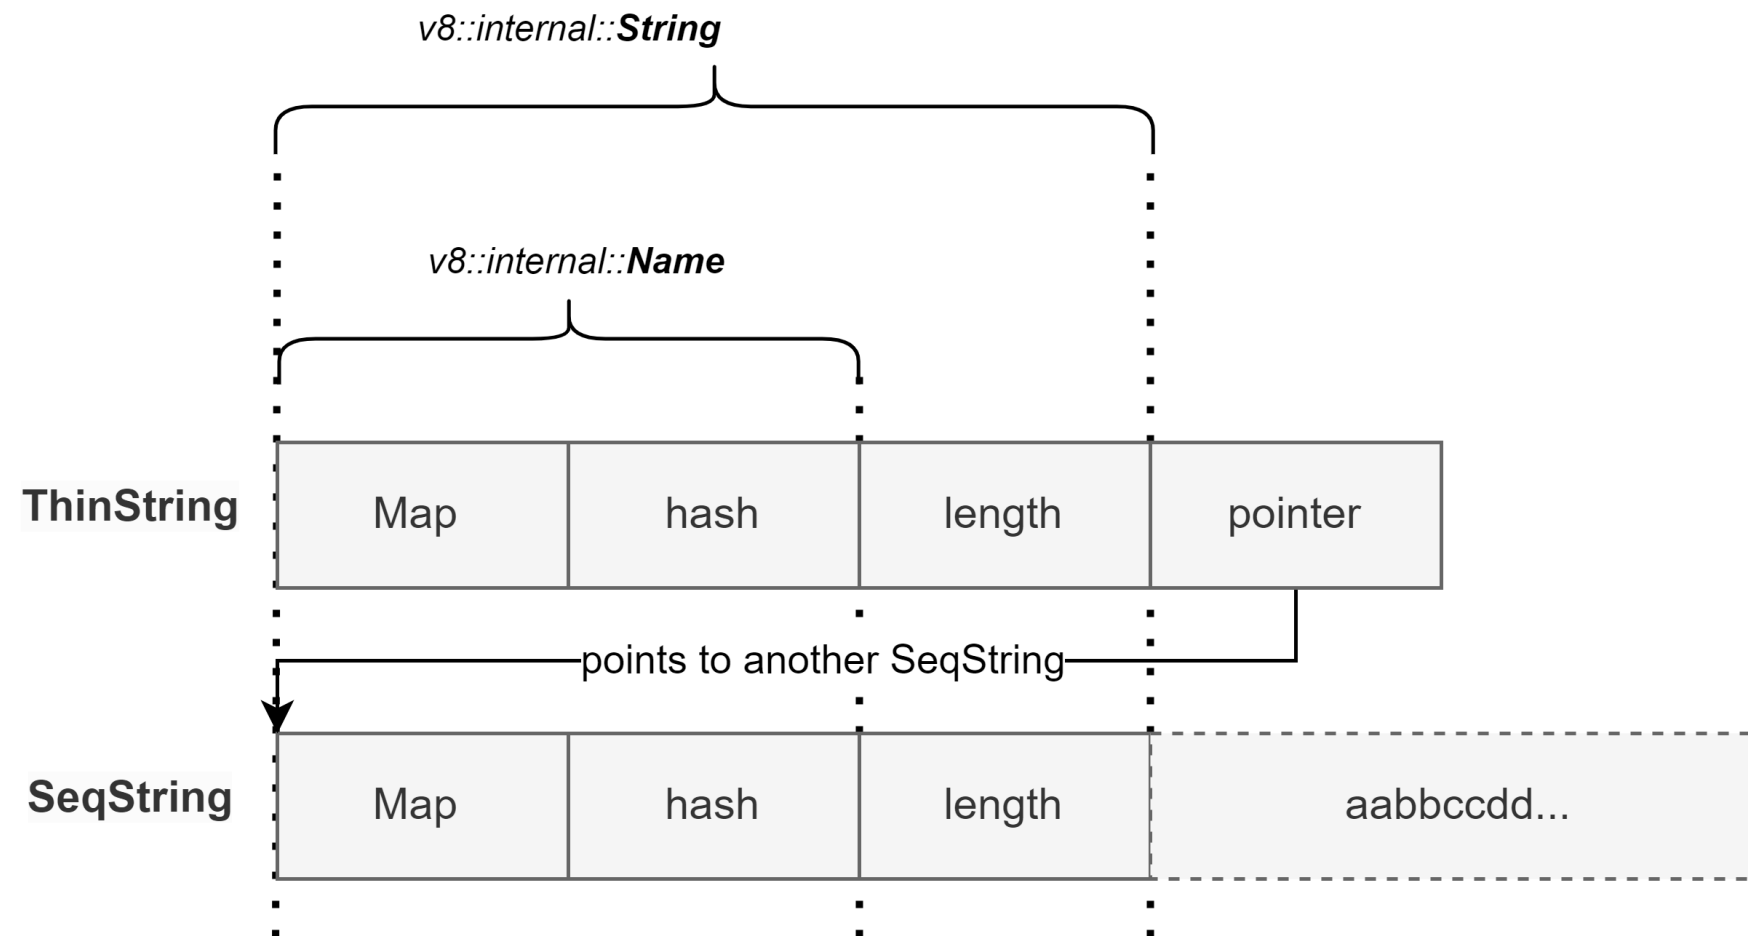 v8::internal::String
v8::internal::Name
ThinString Map hash length pointer
points to another SeqString
SeqString Map hash length aabbccdd...